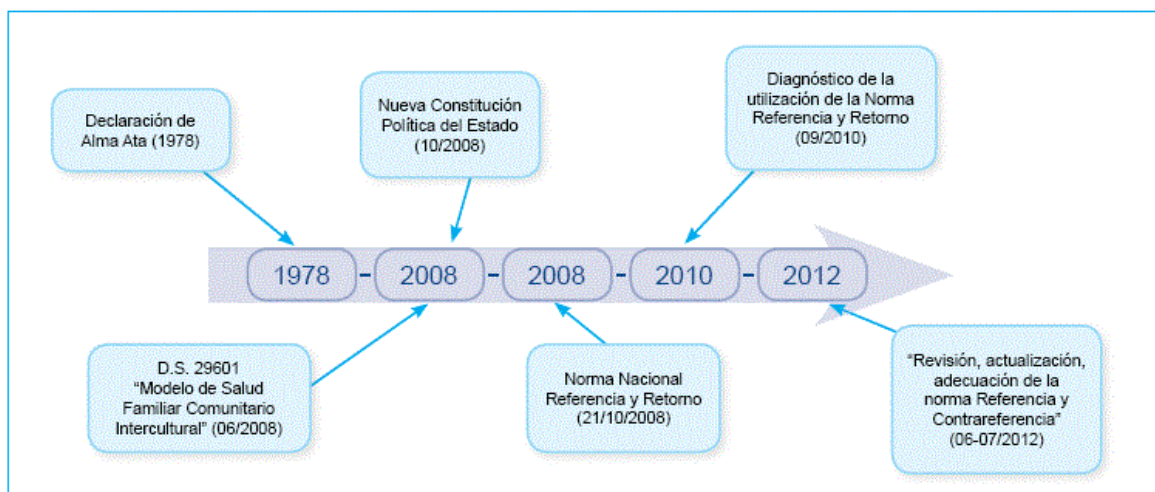 Declaración de
Alma Ata (1978)
Nueva Constitución
Política del Estado
(10/2008)
Diagnóstico de la
utilización de la Norma
Referencia y Retorno
(09/2010)
1978 - 2008 - 2008 - 2010 - 2012
D.S. 29601
“Modelo de Salud
Familiar Comunitario
Intercultural” (06/2008)
Norma Nacional
Referencia y Retorno
(21/10/2008)
“Revisión, actualización,
adecuación de la
norma Referencia y
Contrareferencia”
(06-07/2012)